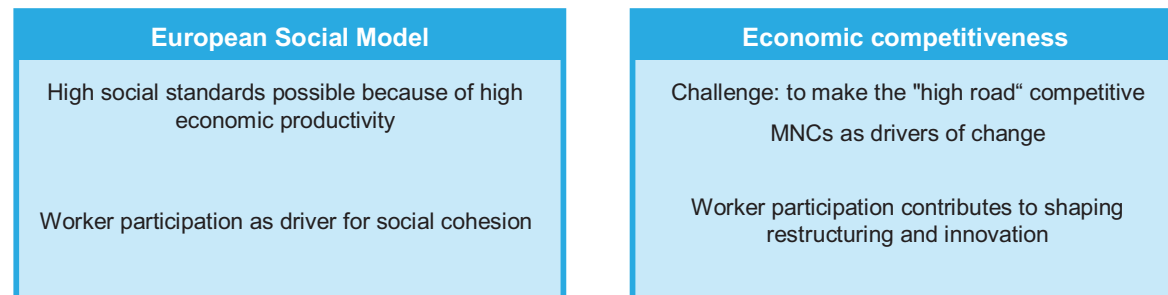 European Social Model
High social standards possible because of high
economic productivity
Worker participation as driver for social cohesion
Economic competitiveness
Challenge: to make the "high road“ competitive
MNCs as drivers of change
Worker participation contributes to shaping
restructuring and innovation